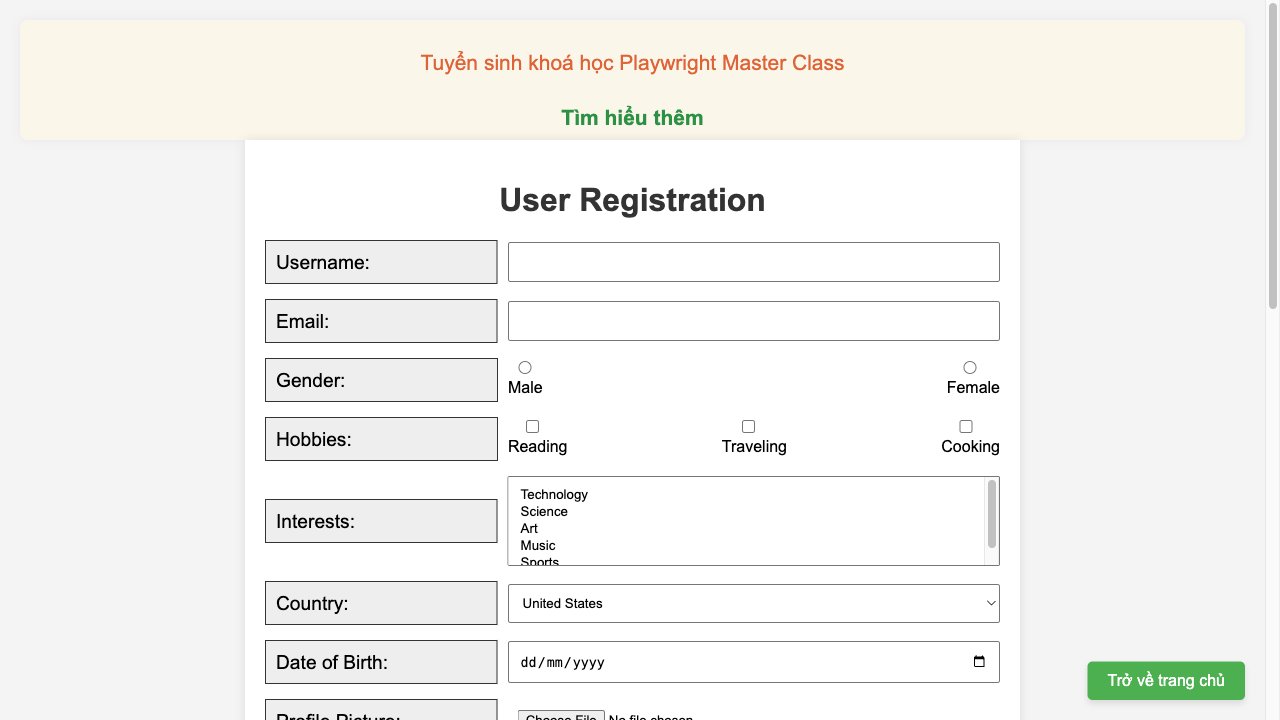 Tuyển sinh khoá học Playwright Master Class
Tìm hiểu thêm
User Registration
Username:
Email:
Gender:
Male
Female
Hobbies:
Reading
Traveling
Cooking
Interests:
Technology
Science
Art
Music
Sports
Country:
United States
Date of Birth:
dd/mm/yyyy
Trở về trang chủ
Profile Picture:
Choose File No file chosen